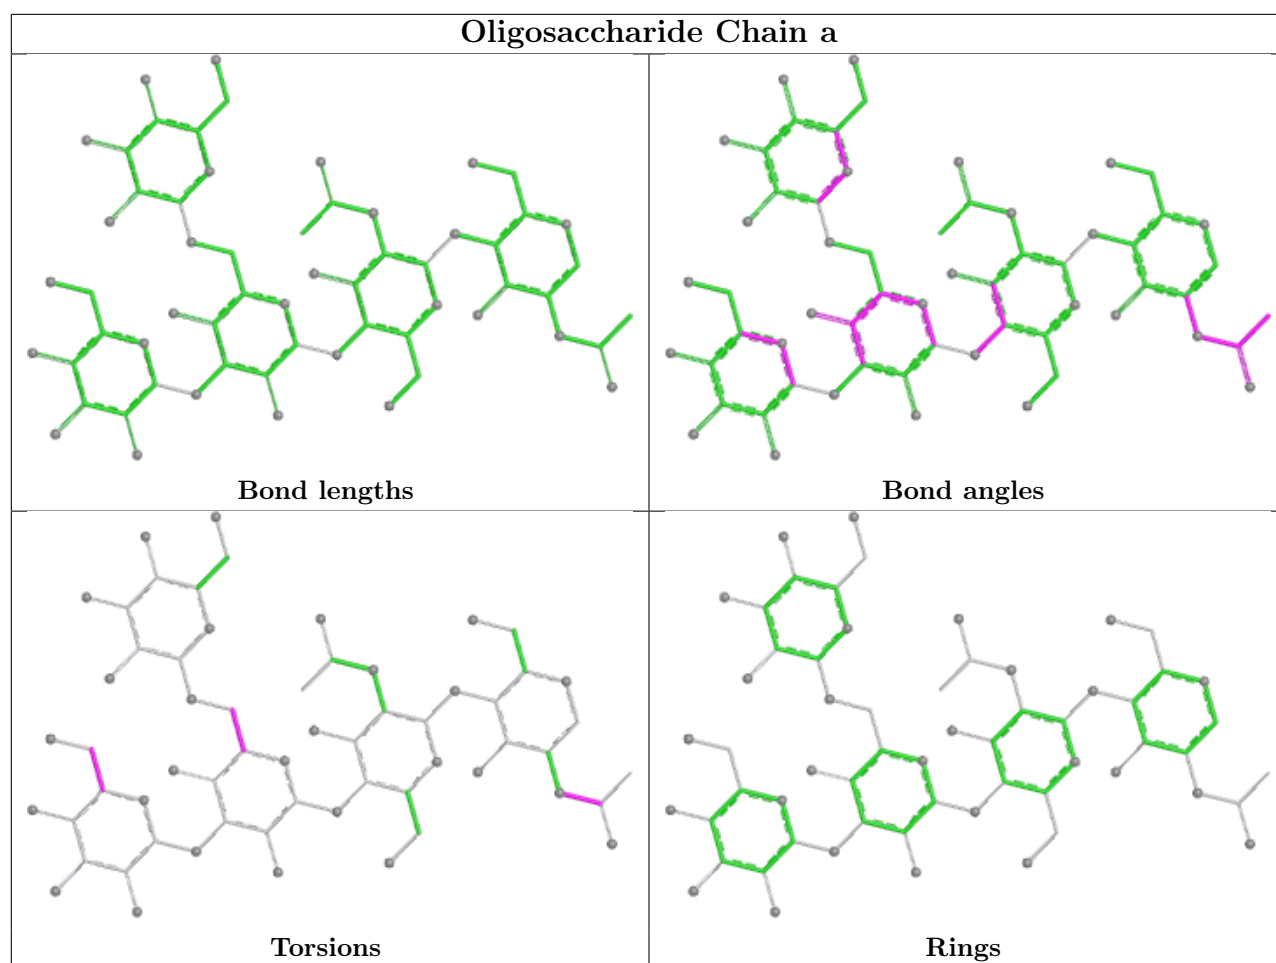 Oligosaccharide Chain a
Bond lengths
Bond angles
Torsions
Rings